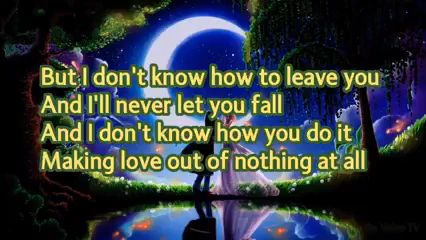 But I don't know how to leave you
And I'll never let you fall
And I don't know how you do it
Making love out of nothing at all